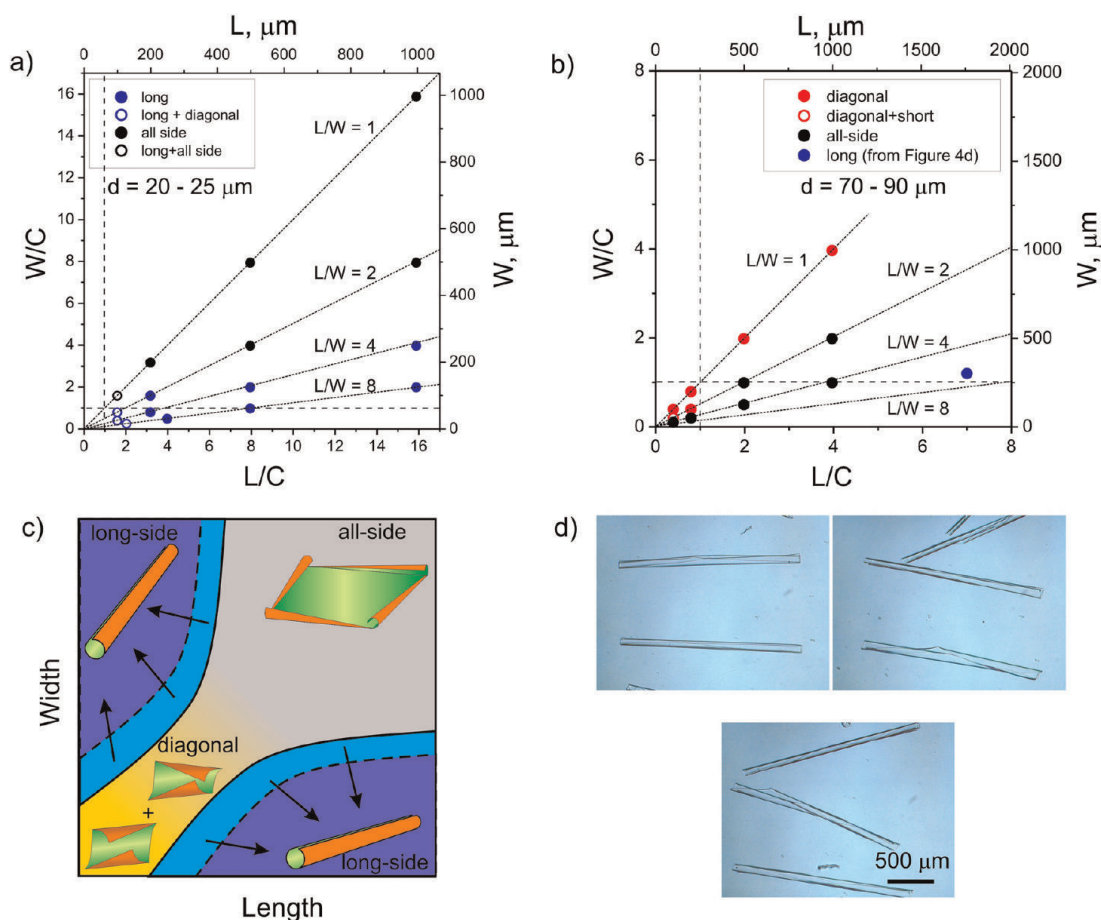 a)
L, μm
0 200 400 600 800 1000
long
long + diagonal
all side
long+all side
d = 20 - 25 μm
L/W = 1
L/W = 2
L/W = 4
L/W = 8
W/C
16
14
12
10
8
6
4
2
0
W, μm
1000
800
600
400
200
0
0 2 4 6 8 10 12 14 16
L/C
b)
L, μm
0 500 1000 1500 2000
diagonal
diagonal+short
all-side
long (from Figure 4d)
d = 70 - 90 μm
L/W = 1
L/W = 2
L/W = 4
L/W = 8
W/C
8
6
4
2
0
W, μm
2000
1500
1000
500
0
0 2 4 6 8
L/C
c)
long-side
all-side
diagonal
+
long-side
Width
Length
d)
500 μm